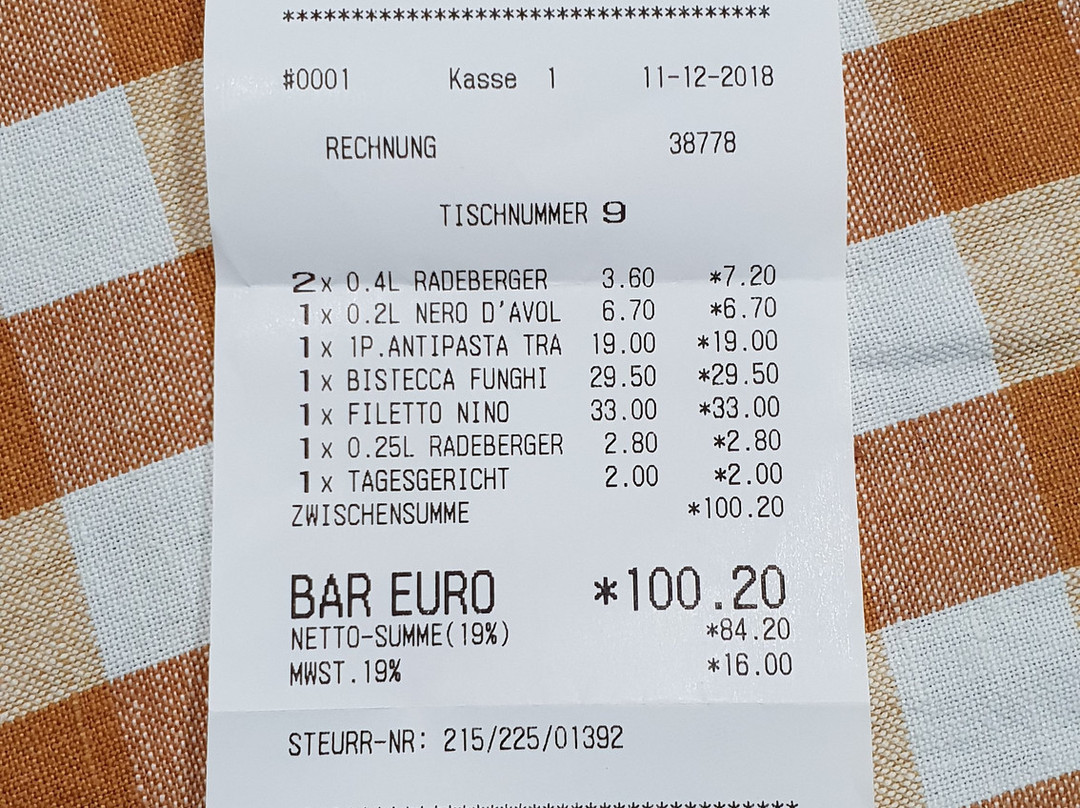 ***********************************
#0001 Kasse 1 11-12-2018
RECHNUNG 38778
TISCHNUMMER 9
2x 0.4L RADEBERGER 3.60 *7.20
1x 0.2L NERO D'AVOL 6.70 *6.70
1x 1P.ANTIPASTA TRA 19.00 *19.00
1x BISTECCA FUNGHI 29.50 *29.50
1x FILETTO NINO 33.00 *33.00
1x 0.25L RADEBERGER 2.80 *2.80
1x TAGESGERICHT 2.00 *2.00
ZWISCHENSUMME *100.20
BAR EURO *100.20
NETTO-SUMME(19%) *84.20
MWST.19% *16.00
STEURR-NR: 215/225/01392